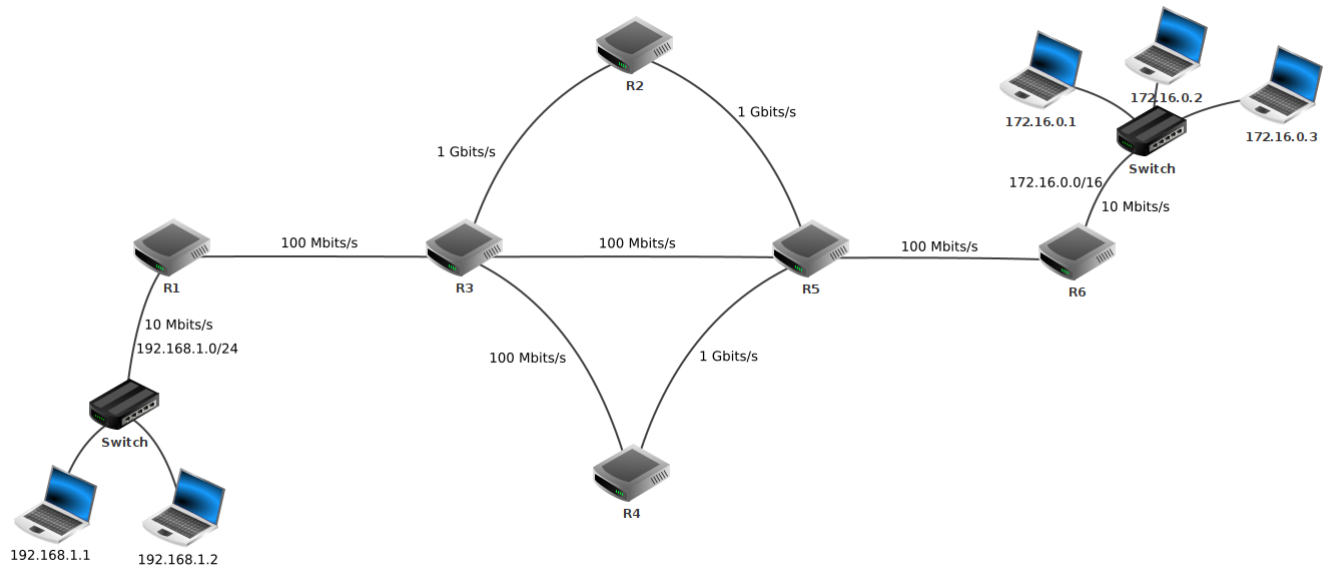 R2
1 Gbits/s
1 Gbits/s
172.16.0.1
172.16.0.2
172.16.0.3
Switch
172.16.0.0/16
10 Mbits/s
R1
100 Mbits/s
R3
100 Mbits/s
R5
100 Mbits/s
R6
10 Mbits/s
192.168.1.0/24
100 Mbits/s
1 Gbits/s
Switch
R4
192.168.1.1
192.168.1.2